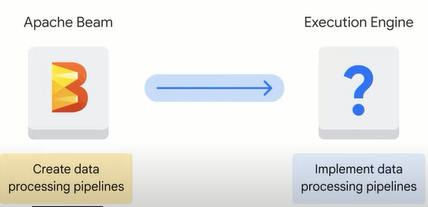 Apache Beam
Execution Engine
Create data
processing pipelines
Implement data
processing pipelines